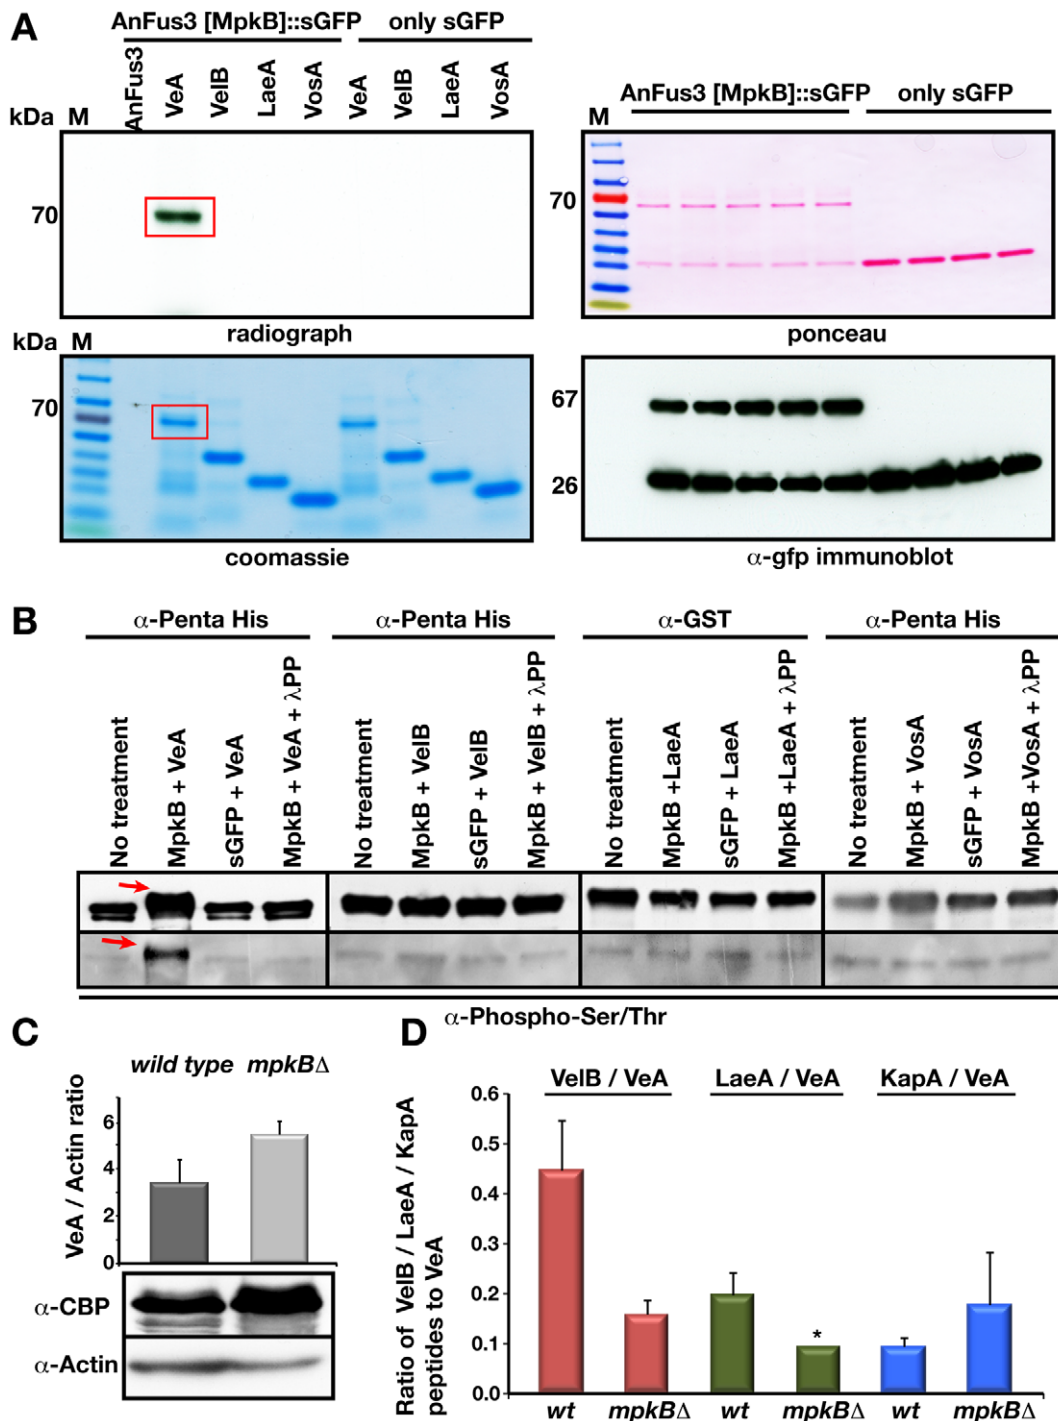 A
AnFus3 [MpkB]::sGFP
only sGFP
AnFus3
VeA
VelB
LaeA
VosA
VeA
VelB
LaeA
VosA
kDa M
70
radiograph
kDa M
70
coomassie
AnFus3 [MpkB]::sGFP
only sGFP
M
70
ponceau
67
26
α-gfp immunoblot
B
α-Penta His
α-Penta His
α-GST
α-Penta His
No treatment
MpkB + VeA
sGFP + VeA
MpkB + VeA + λPP
No treatment
MpkB + VelB
sGFP + VelB
MpkB + VelB + λPP
No treatment
MpkB +LaeA
sGFP + LaeA
MpkB +LaeA + λPP
No treatment
MpkB + VosA
sGFP + VosA
MpkB +VosA + λPP
α-Phospho-Ser/Thr
C
wild type mpkBΔ
VeA / Actin ratio
6
4
2
0
α-CBP
α-Actin
D
VelB / VeA
LaeA / VeA
KapA / VeA
Ratio of VelB / LaeA / KapA
peptides to VeA
0.6
0.5
0.4
0.3
0.2
0.1
0.0
*
wt mpkBΔ wt mpkBΔ wt mpkBΔ